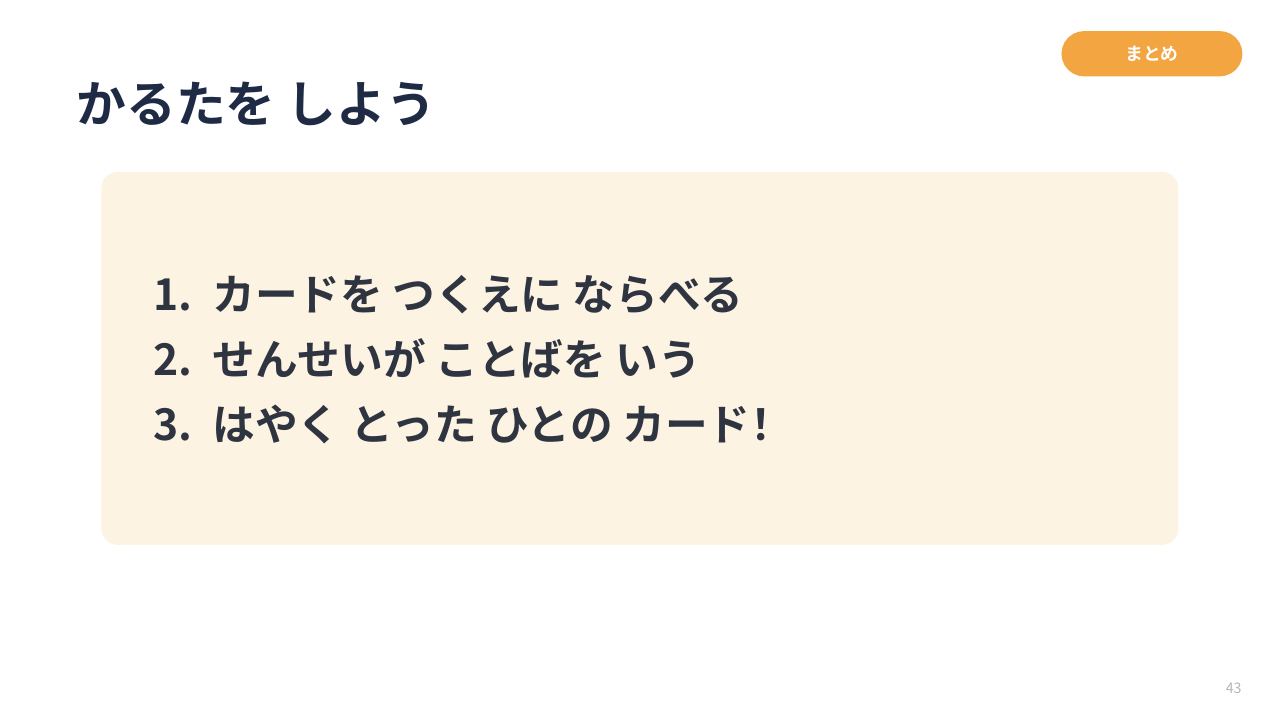 まとめ
かるたを しよう
1. カードを つくえに ならべる
2. せんせいが ことばを いう
3. はやく とった ひとの カード!
43